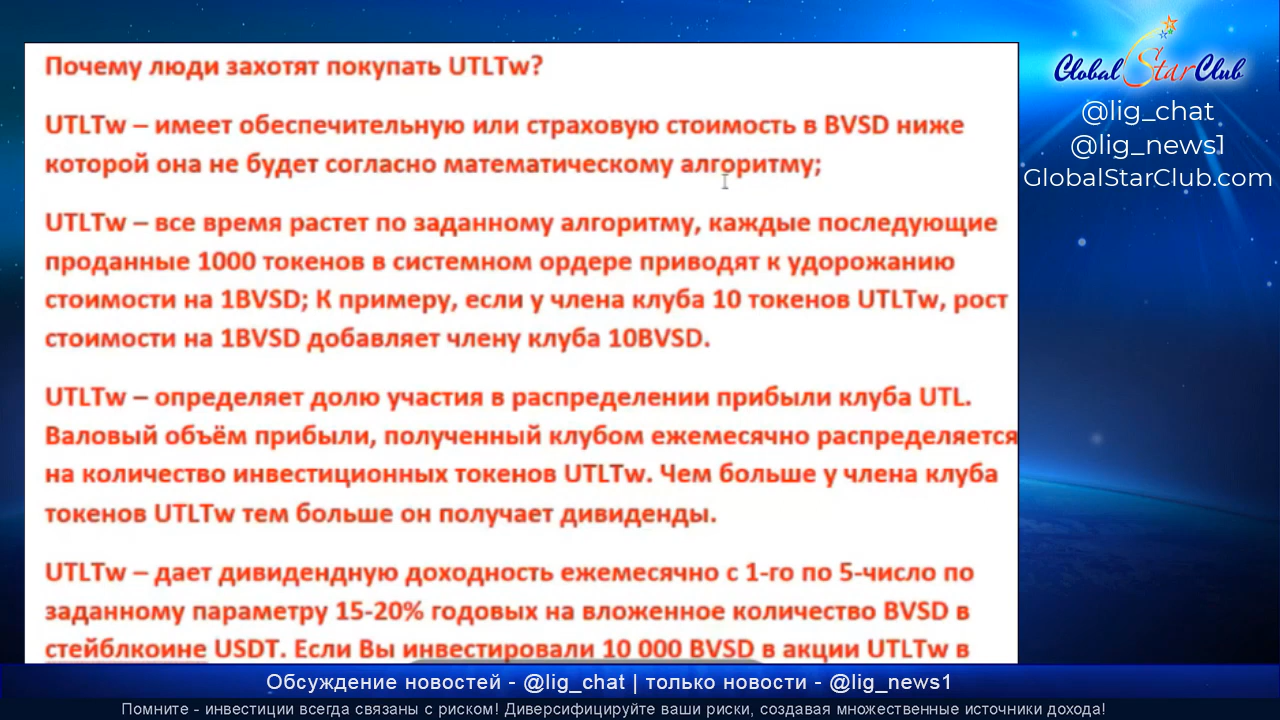 Почему люди захотят покупать UTLTw?
UTLTw – имеет обеспечительную или страховую стоимость в BVSD ниже
которой она не будет согласно математическому алгоритму;
UTLTw – все время растет по заданному алгоритму, каждые последующие
проданные 1000 токенов в системном ордере приводят к удорожанию
стоимости на 1BVSD; К примеру, если у члена клуба 10 токенов UTLTw, рост
стоимости на 1BVSD добавляет члену клуба 10BVSD.
UTLTw – определяет долю участия в распределении прибыли клуба UTL.
Валовый объём прибыли, полученный клубом ежемесячно распределяется
на количество инвестиционных токенов UTLTw. Чем больше у члена клуба
токенов UTLTw тем больше он получает дивиденды.
UTLTw – дает дивидендную доходность ежемесячно с 1-го по 5-число по
заданному параметру 15-20% годовых на вложенное количество BVSD в
стейблкоине USDT. Если Вы инвестировали 10 000 BVSD в акции UTLTw в
Global Star Club
@lig_chat
@lig_news1
GlobalStarClub.com
Обсуждение новостей - @lig_chat | только новости - @lig_news1
Помните - инвестиции всегда связаны с риском! Диверсифицируйте ваши риски, создавая множественные источники дохода!